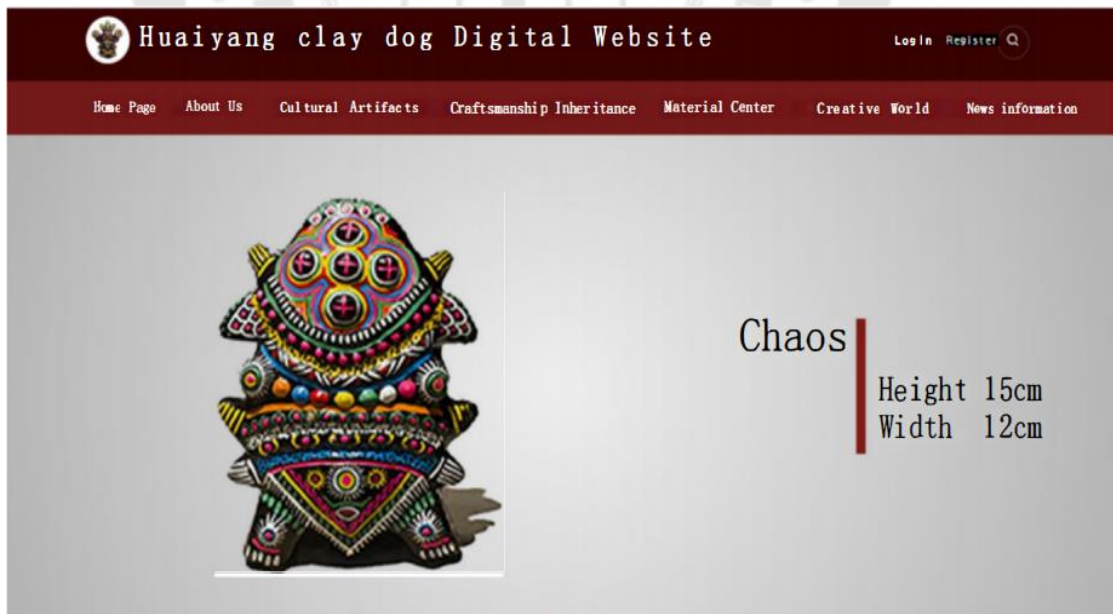 Huaiyang clay dog Digital Website
Login Register
Home Page About Us Cultural Artifacts Craftsmanship Inheritance Material Center Creative World News information
Chaos
Height 15cm
Width 12cm